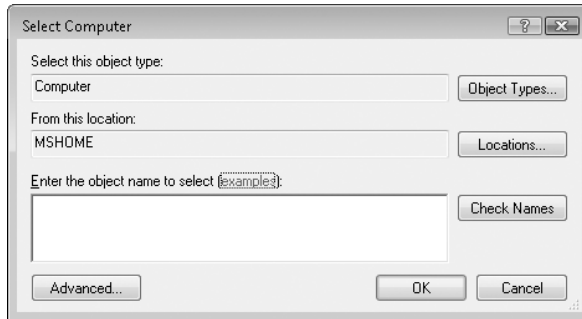 Select Computer
Select this object type:
Computer
Object Types...
From this location:
MSHOME
Locations...
Enter the object name to select (examples):
Check Names
Advanced...
OK
Cancel